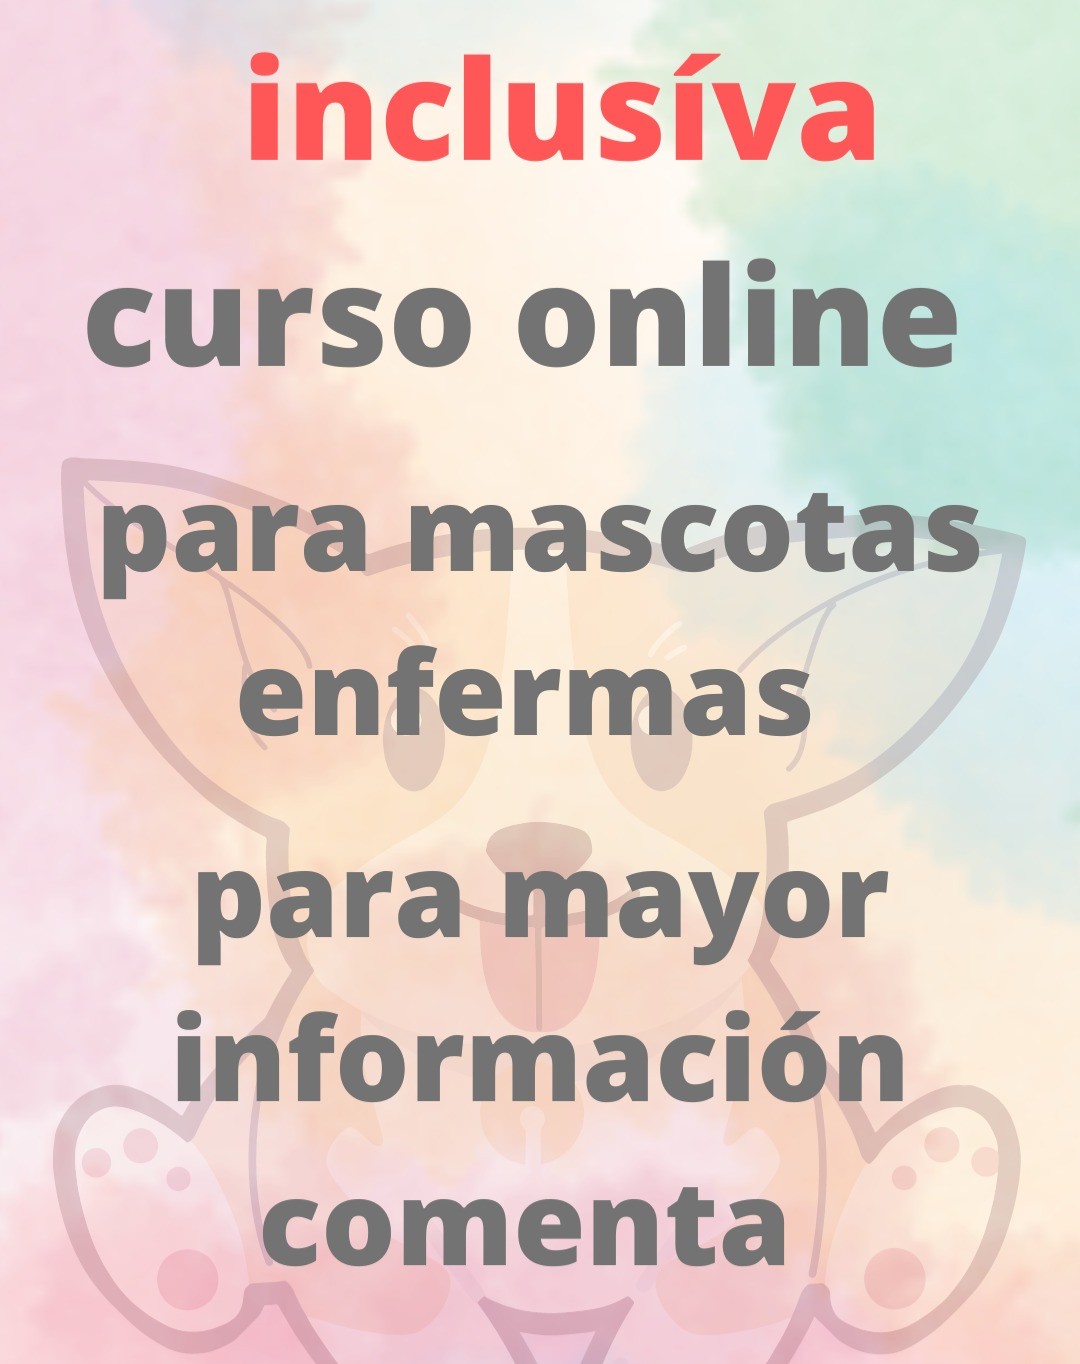 inclusíva
curso online
para mascotas
enfermas
para mayor
información
comenta